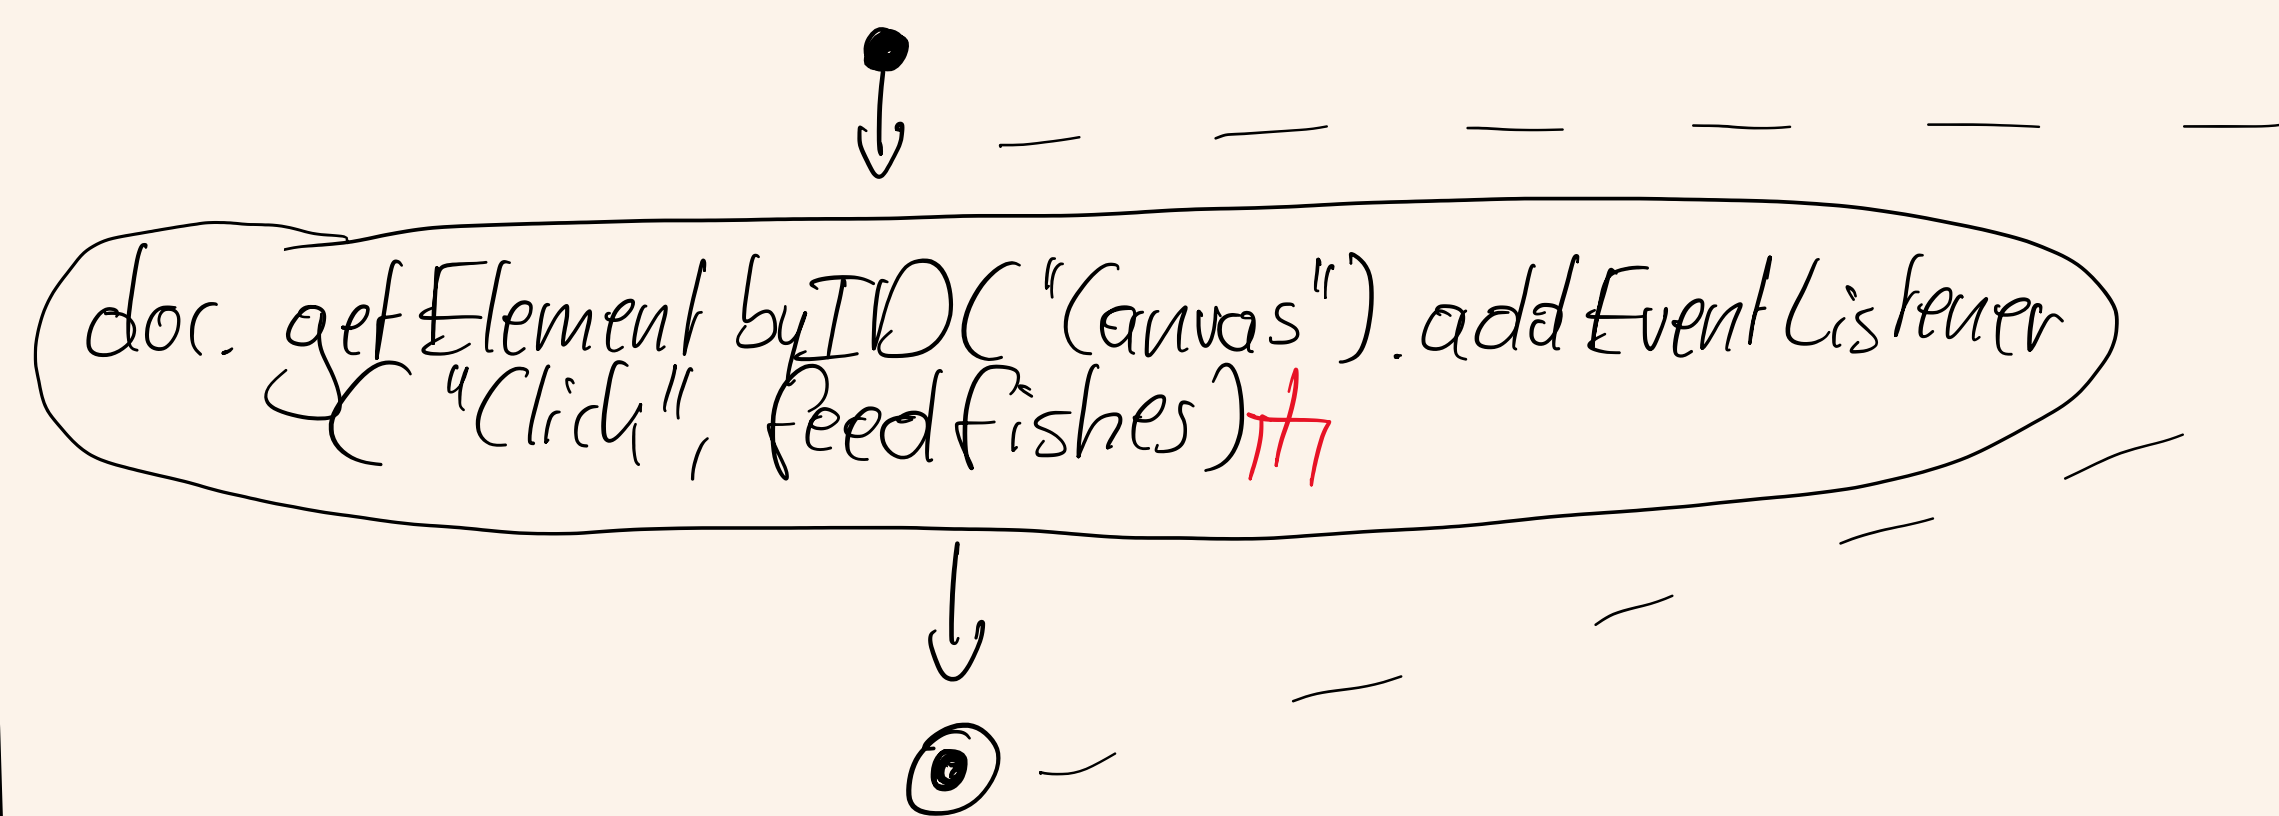 doc. getElementbyID("Canvas").addEventListener
("Click", feedfishes)